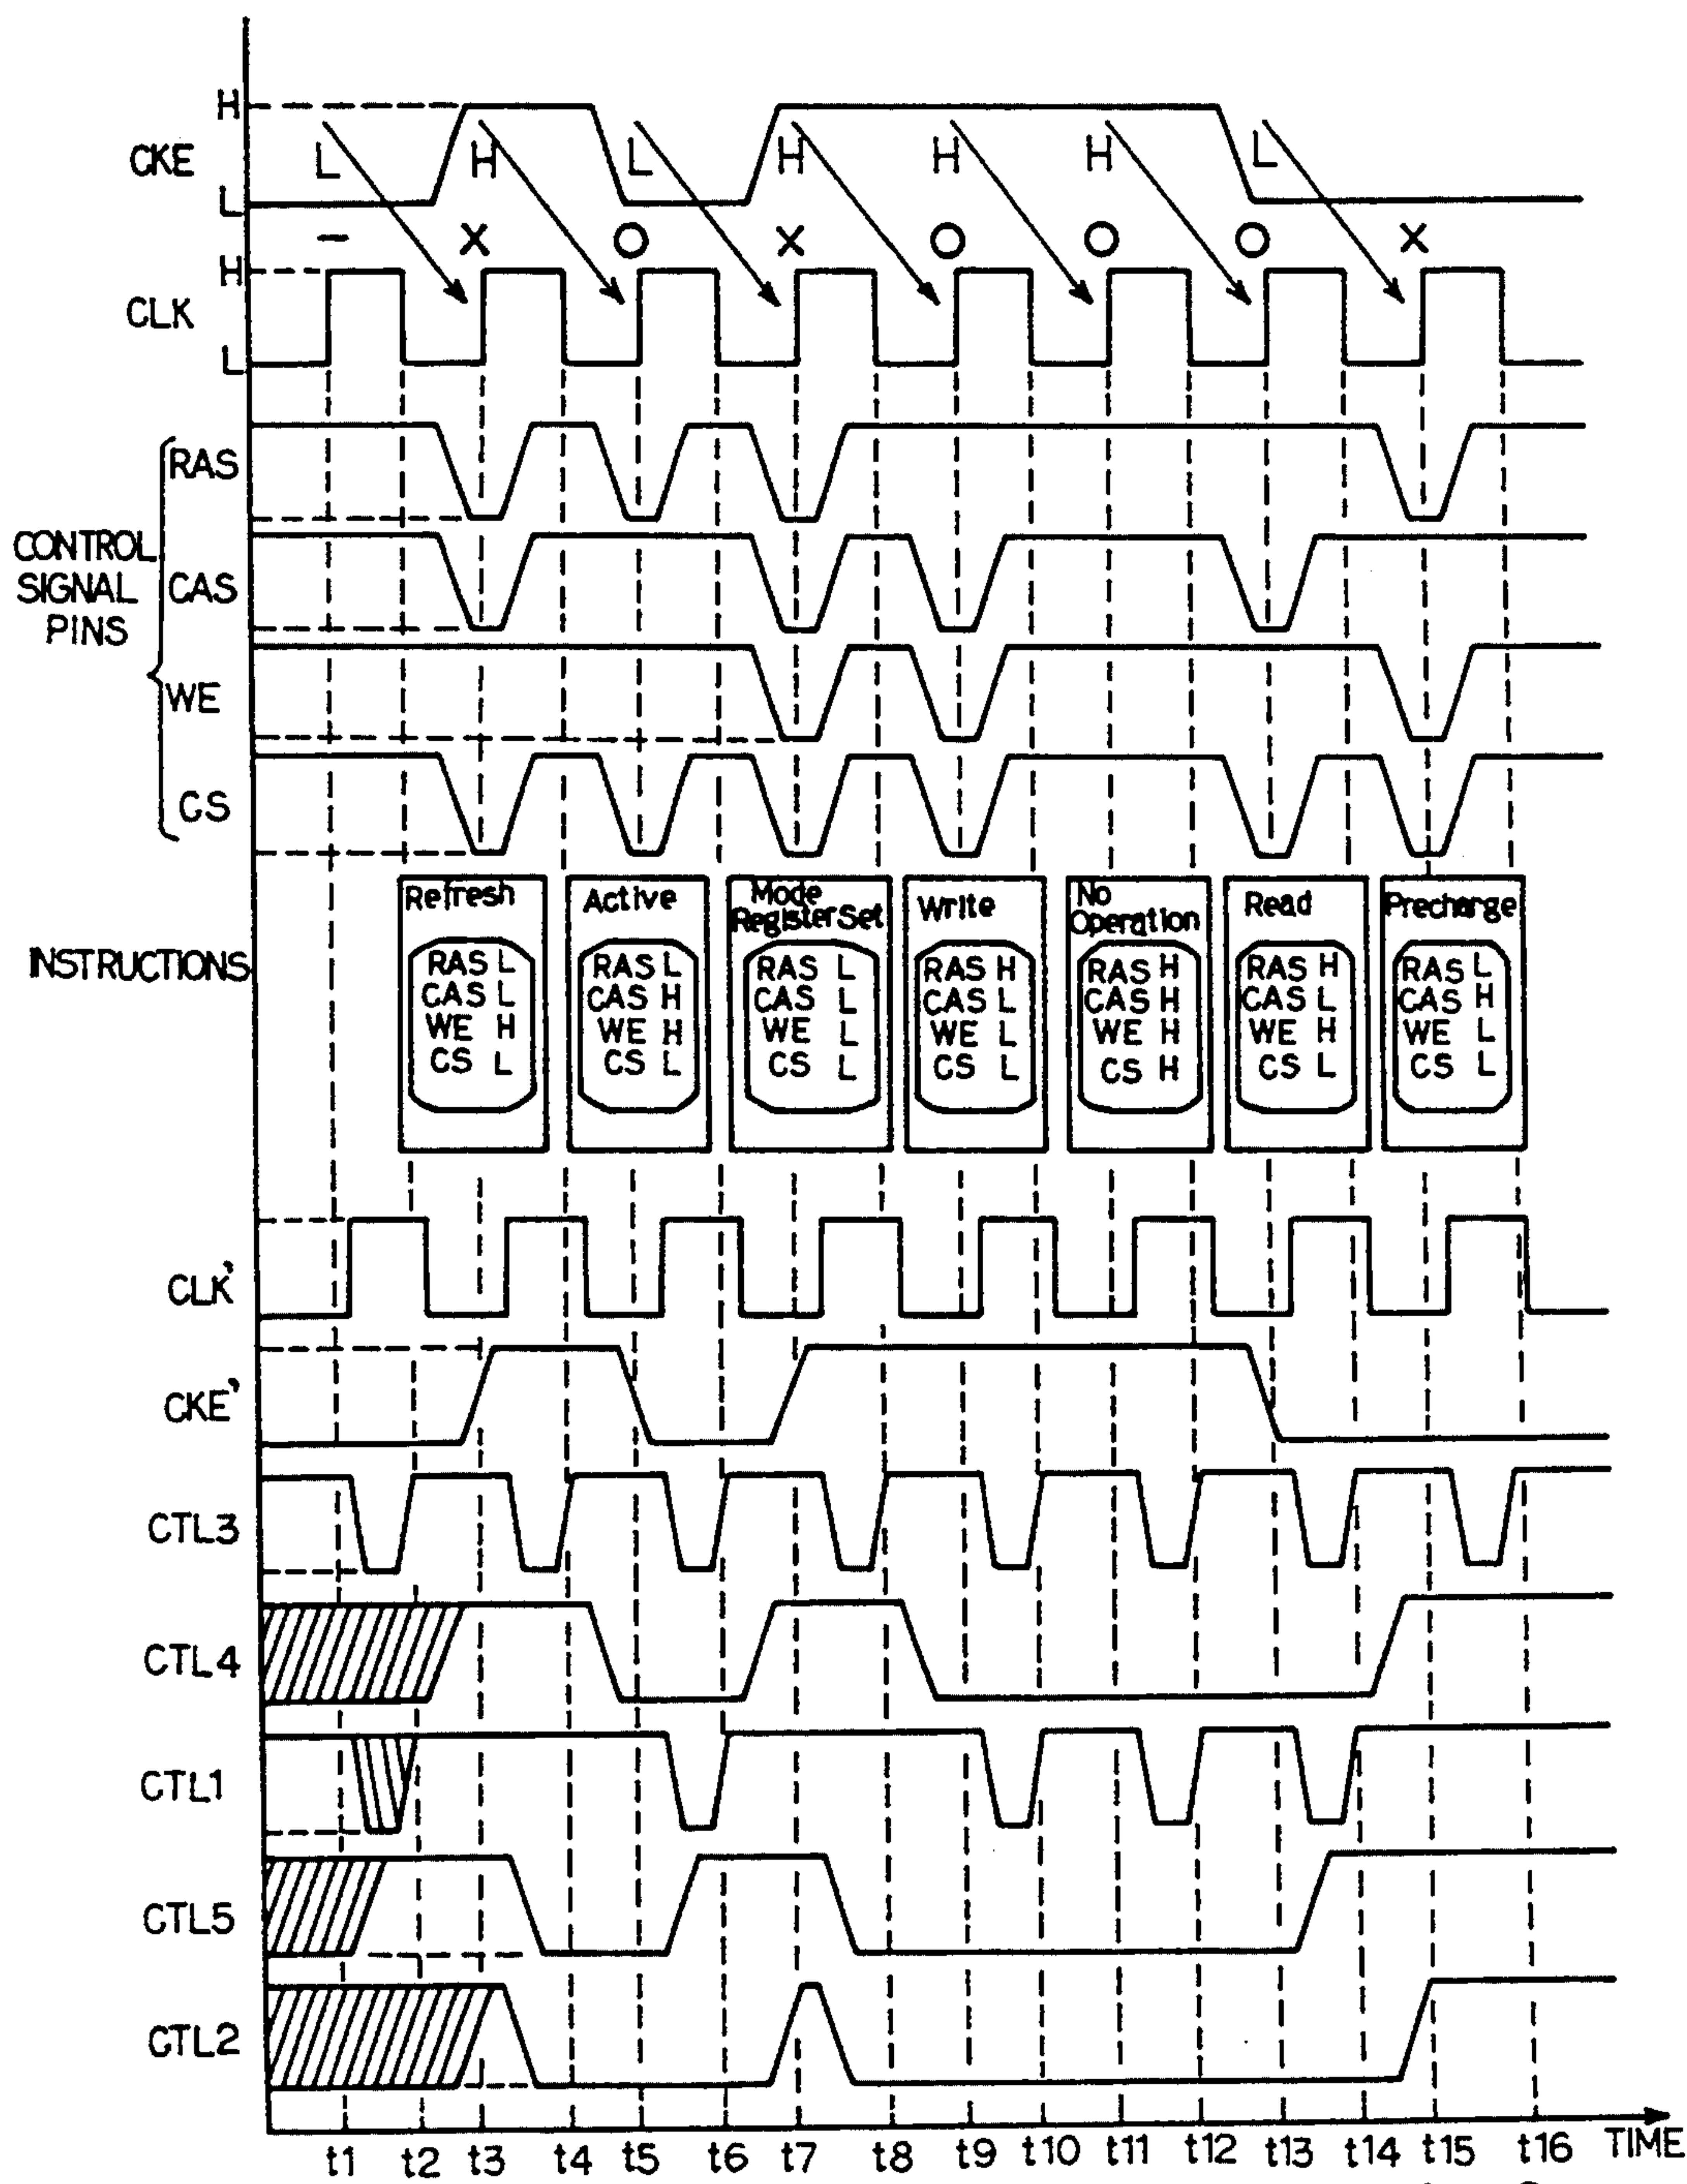 H
CKE
L
L H L H H H L
– X O X O O O X
H
CLK
L
CONTROL
SIGNAL
PINS
RAS
CAS
WE
CS
INSTRUCTIONS
Refresh
RAS L
CAS L
WE H
CS L
Active
RAS L
CAS H
WE H
CS L
Mode
Register Set
RAS L
CAS L
WE L
CS L
Write
RAS H
CAS L
WE L
CS L
No
Operation
RAS H
CAS H
WE H
CS H
Read
RAS H
CAS L
WE H
CS L
Precharge
RAS L
CAS H
WE L
CS L
CLK'
CKE'
CTL3
CTL4
CTL1
CTL5
CTL2
t1 t2 t3 t4 t5 t6 t7 t8 t9 t10 t11 t12 t13 t14 t15 t16 TIME